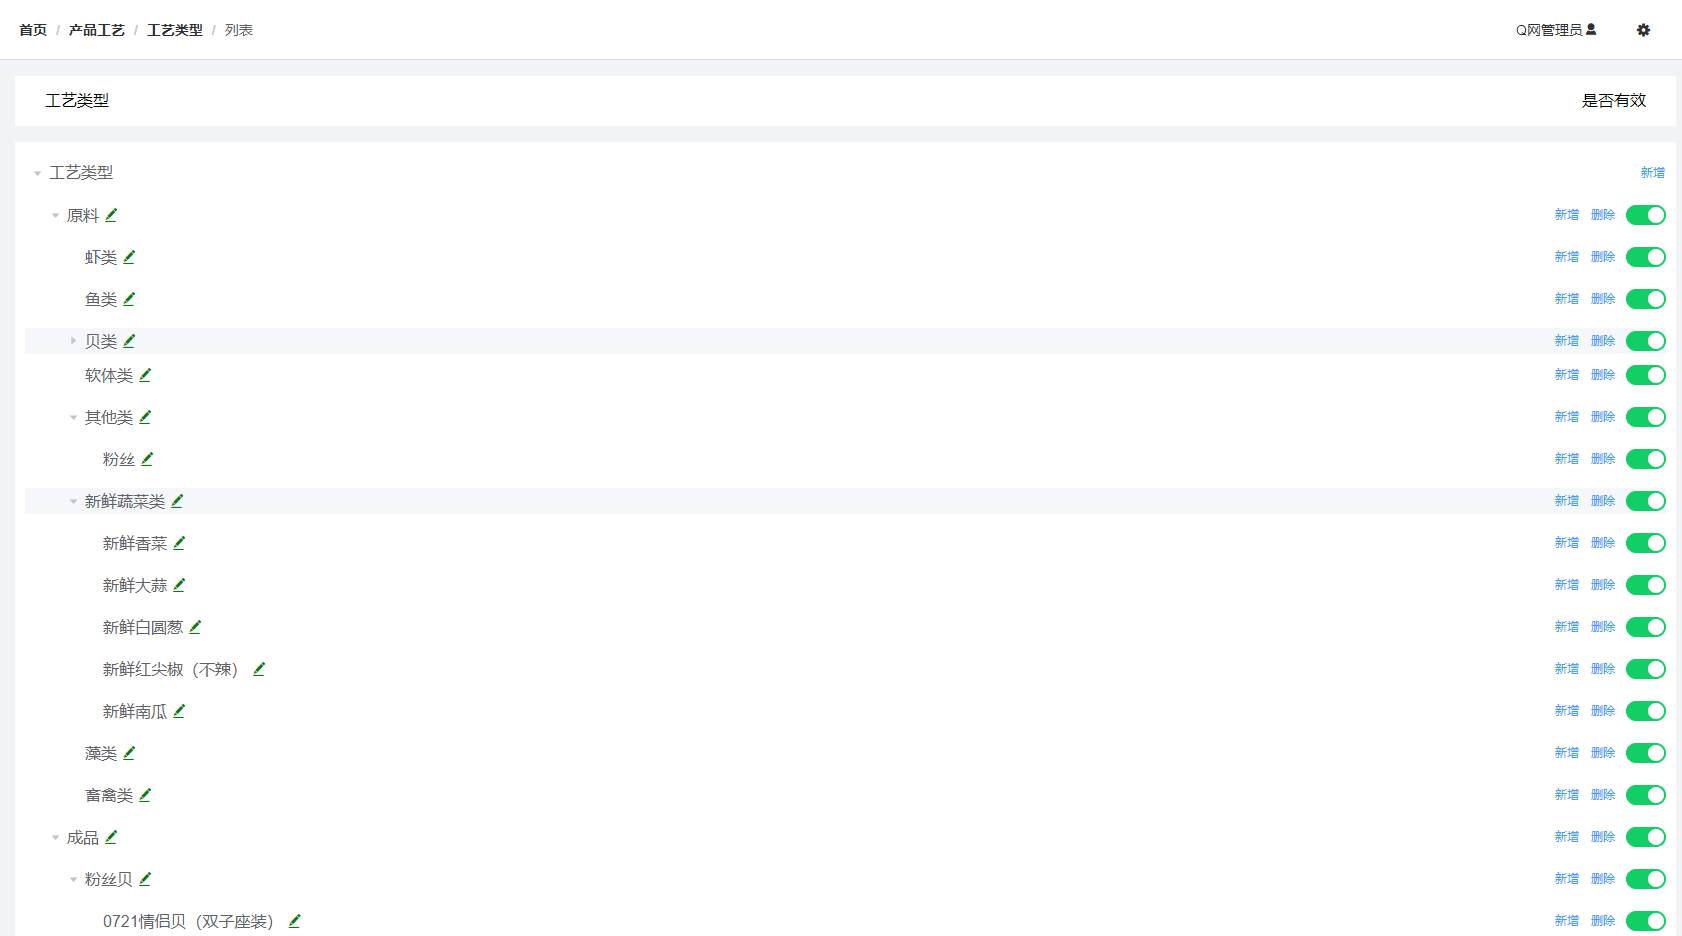 首页 / 产品工艺 / 工艺类型 / 列表 Q网管理员
工艺类型 是否有效
工艺类型 新增
原料 新增 删除
虾类 新增 删除
鱼类 新增 删除
贝类 新增 删除
软体类 新增 删除
其他类 新增 删除
粉丝 新增 删除
新鲜蔬菜类 新增 删除
新鲜香菜 新增 删除
新鲜大蒜 新增 删除
新鲜白圆葱 新增 删除
新鲜红尖椒（不辣） 新增 删除
新鲜南瓜 新增 删除
藻类 新增 删除
畜禽类 新增 删除
成品 新增 删除
粉丝贝 新增 删除
0721情侣贝（双子座装） 新增 删除